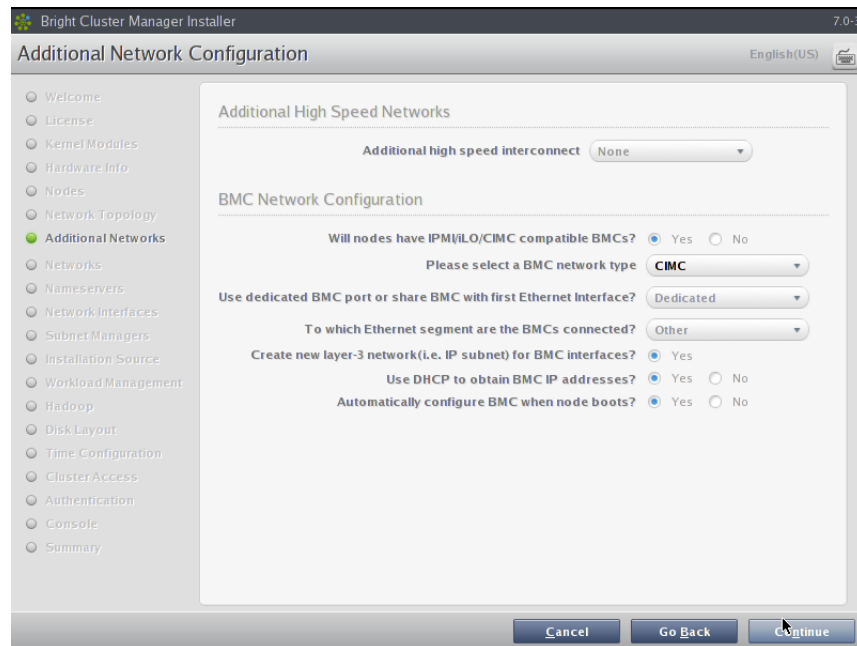 Bright Cluster Manager Installer
Additional Network Configuration
English(US)
Welcome
License
Kernel Modules
Hardware Info
Nodes
Network Topology
Additional Networks
Networks
Nameservers
Network Interfaces
Subnet Managers
Installation Source
Workload Management
Hadoop
Disk Layout
Time Configuration
Cluster Access
Authentication
Console
Summary
Additional High Speed Networks
Additional high speed interconnect None
BMC Network Configuration
Will nodes have IPMI/iLO/CIMC compatible BMCs? Yes No
Please select a BMC network type CIMC
Use dedicated BMC port or share BMC with first Ethernet Interface? Dedicated
To which Ethernet segment are the BMCs connected? Other
Create new layer-3 network(i.e. IP subnet) for BMC interfaces? Yes
Use DHCP to obtain BMC IP addresses? Yes No
Automatically configure BMC when node boots? Yes No
Cancel Go Back Continue